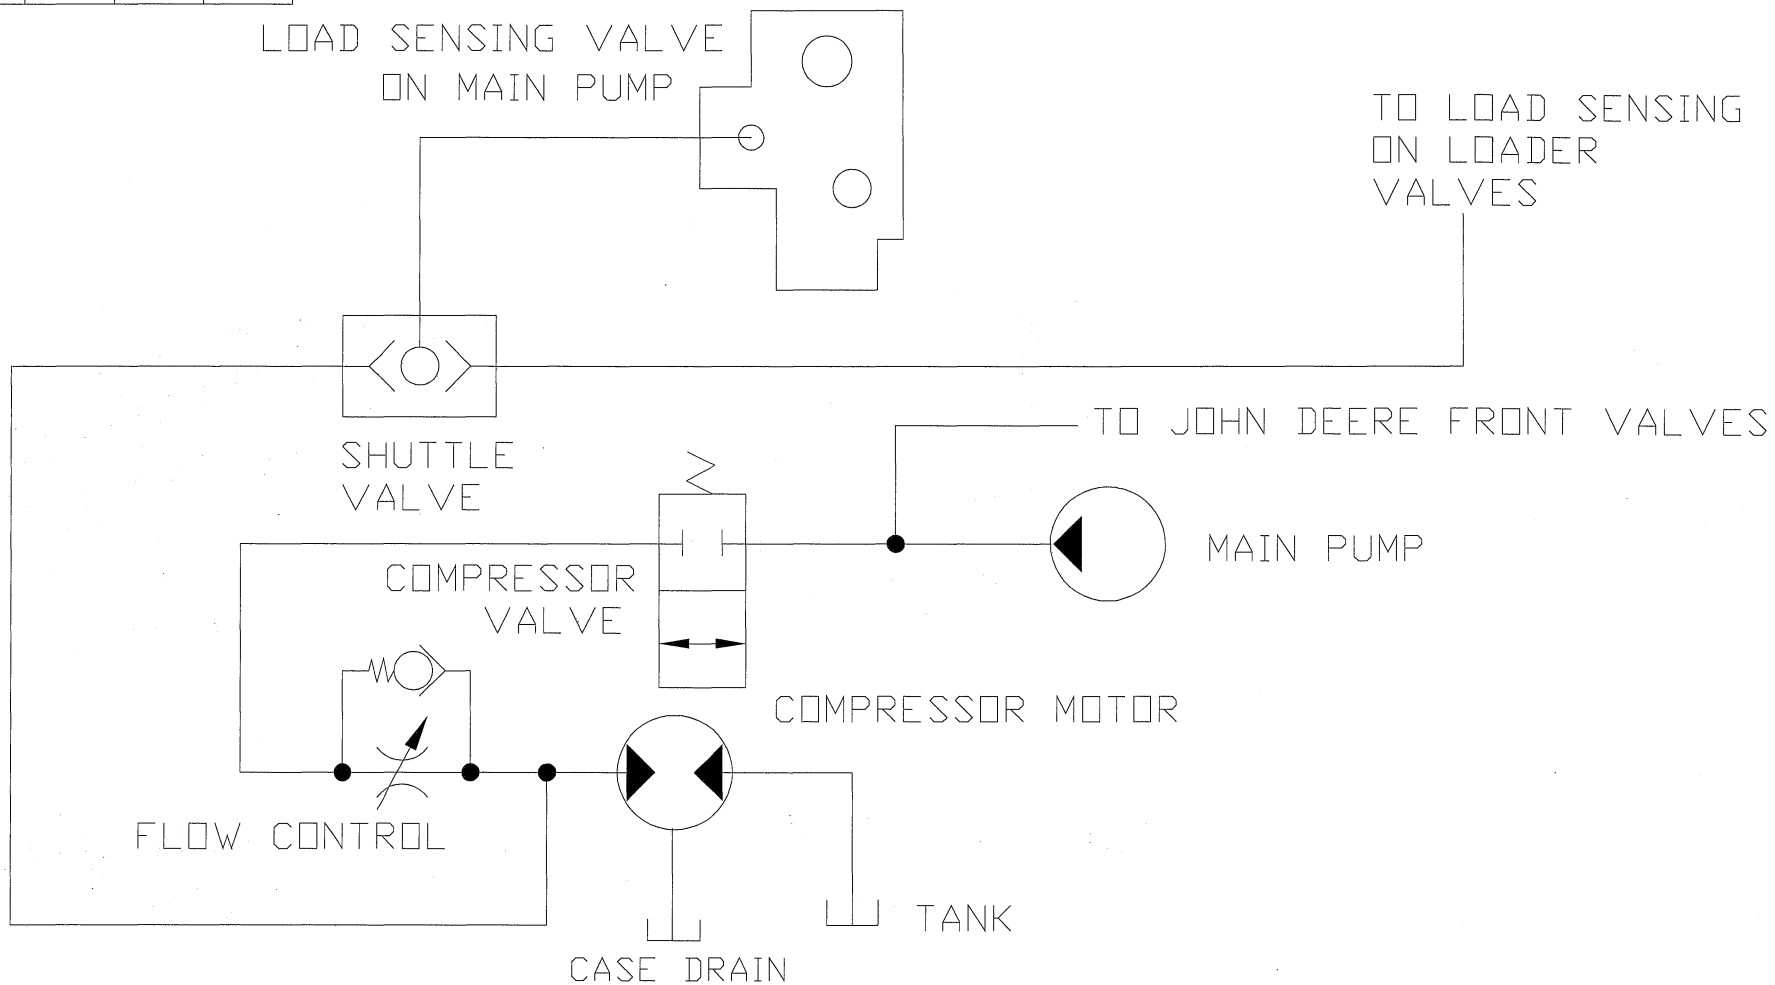 LOAD SENSING VALVE
ON MAIN PUMP
TO LOAD SENSING
ON LOADER
VALVES
TO JOHN DEERE FRONT VALVES
SHUTTLE
VALVE
MAIN PUMP
COMPRESSOR
VALVE
COMPRESSOR MOTOR
FLOW CONTROL
TANK
CASE DRAIN